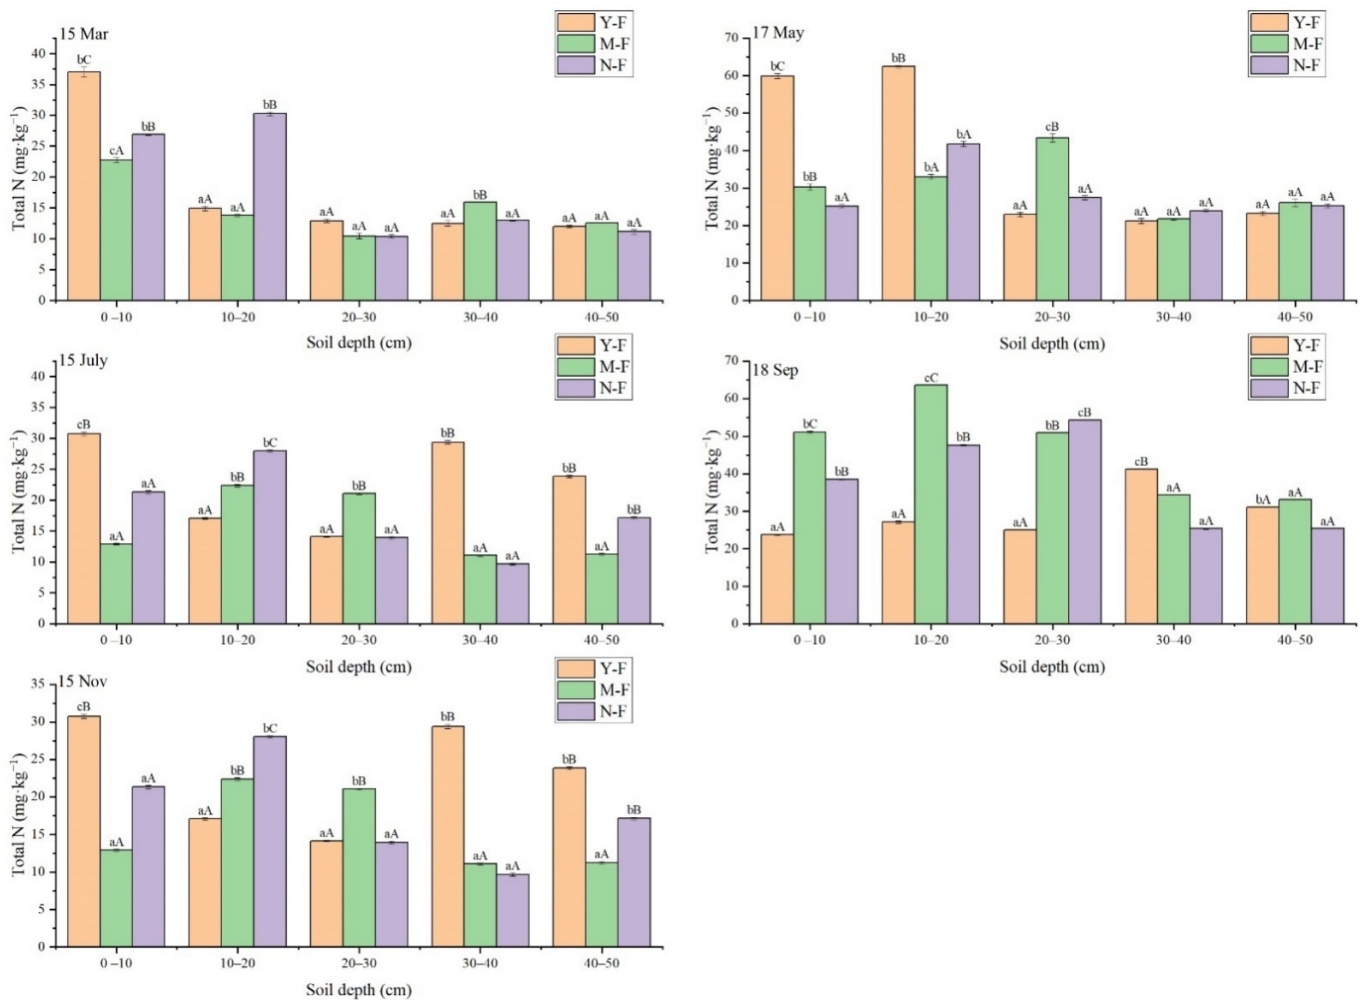 15 Mar
Y-F
M-F
N-F
Total N (mg·kg⁻¹)
40
35
30
25
20
15
10
5
0
bC
cA
bB
aA
aA
bB
aA
aA
aA
aA
bB
aA
aA
aA
aA
0 –10
10–20
20–30
30–40
40–50
Soil depth (cm)
17 May
Y-F
M-F
N-F
Total N (mg·kg⁻¹)
70
60
50
40
30
20
10
0
bC
bB
aA
bB
bA
bA
aA
cB
aA
aA
aA
aA
aA
aA
aA
0 –10
10–20
20–30
30–40
40–50
Soil depth (cm)
15 July
Y-F
M-F
N-F
Total N (mg·kg⁻¹)
40
35
30
25
20
15
10
5
0
cB
aA
aA
aA
bB
bC
aA
bB
aA
bB
aA
aA
bB
aA
bB
0 –10
10–20
20–30
30–40
40–50
Soil depth (cm)
18 Sep
Y-F
M-F
N-F
Total N (mg·kg⁻¹)
70
60
50
40
30
20
10
0
aA
bC
bB
aA
cC
bB
aA
bB
cB
cB
aA
aA
bA
aA
aA
0 –10
10–20
20–30
30–40
40–50
Soil depth (cm)
15 Nov
Y-F
M-F
N-F
Total N (mg·kg⁻¹)
35
30
25
20
15
10
5
0
cB
aA
aA
aA
bB
bC
aA
bB
aA
bB
aA
aA
bB
aA
bB
0 –10
10–20
20–30
30–40
40–50
Soil depth (cm)